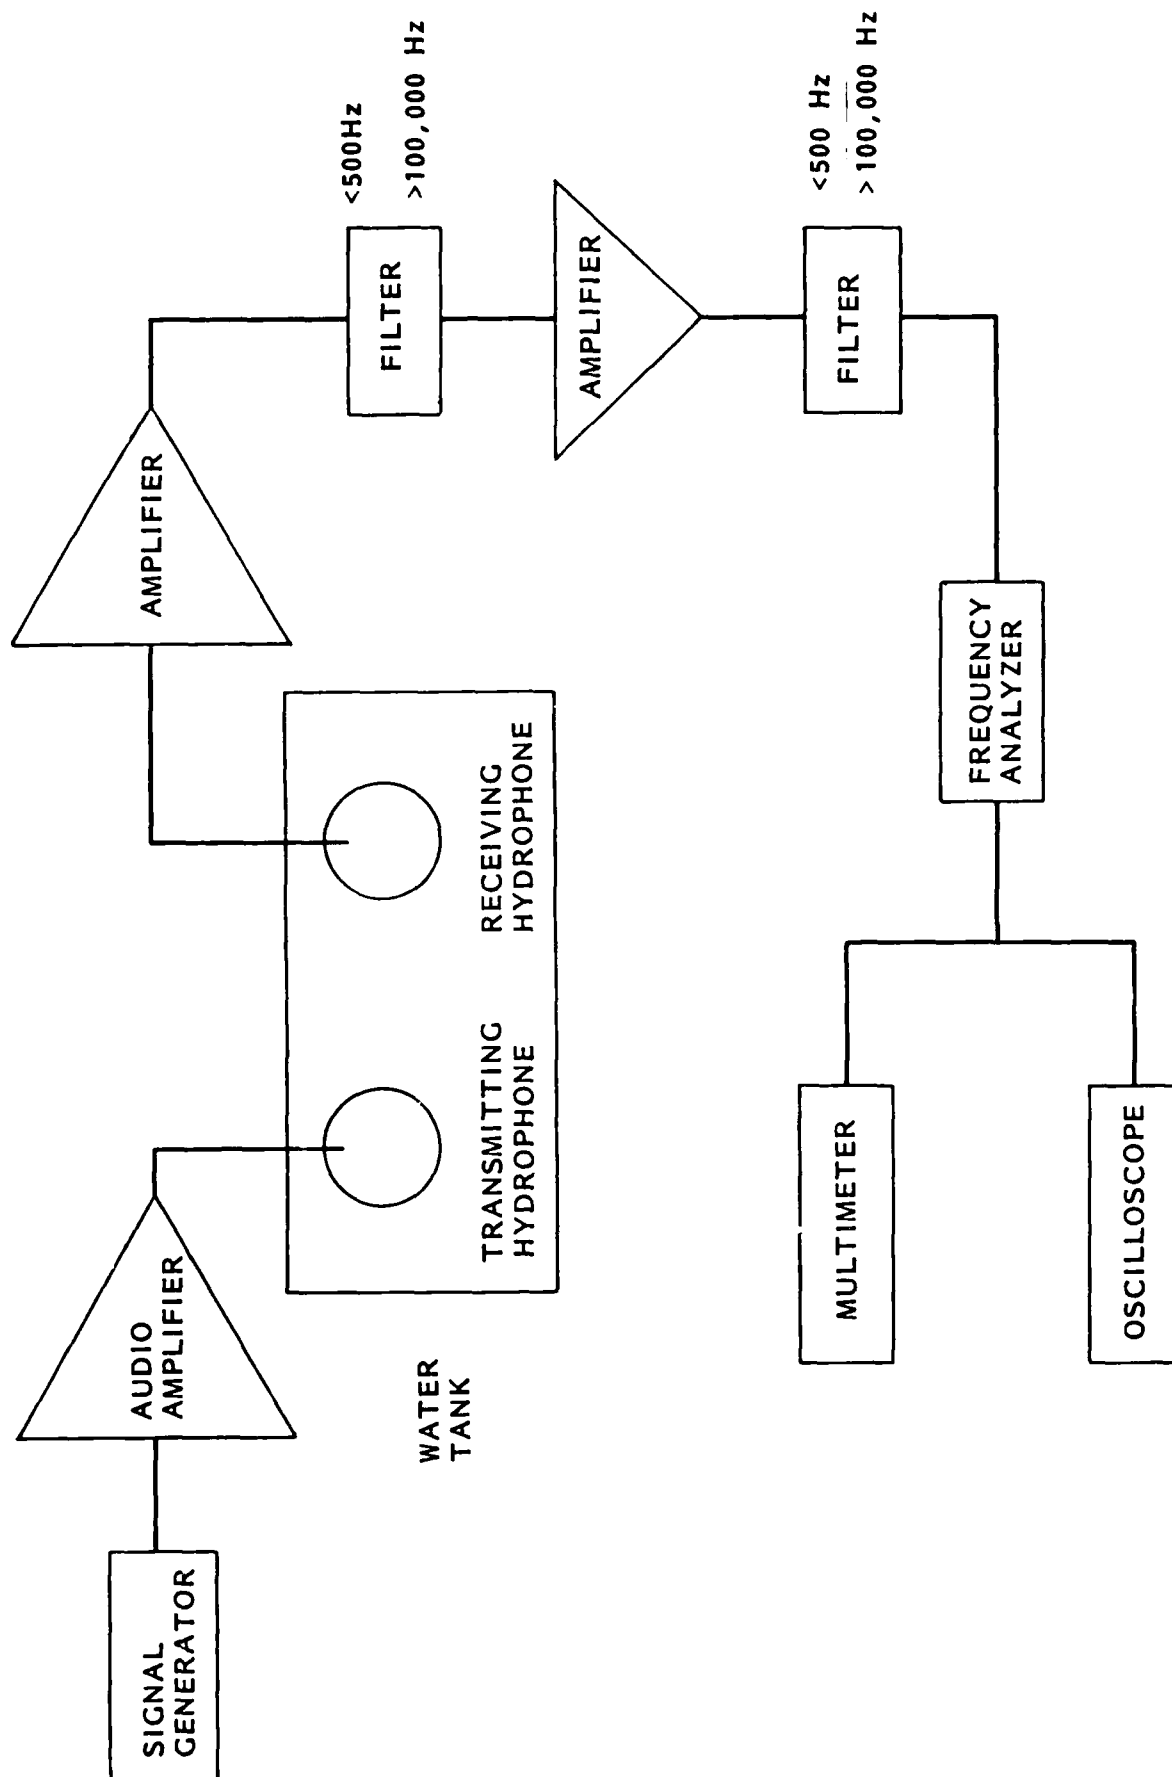 SIGNAL
GENERATOR
AUDIO
AMPLIFIER
WATER
TANK
TRANSMITTING
HYDROPHONE
RECEIVING
HYDROPHONE
AMPLIFIER
FILTER
<500Hz
>100,000 Hz
AMPLIFIER
FILTER
<500 Hz
>100,000 Hz
FREQUENCY
ANALYZER
MULTIMETER
OSCILLOSCOPE